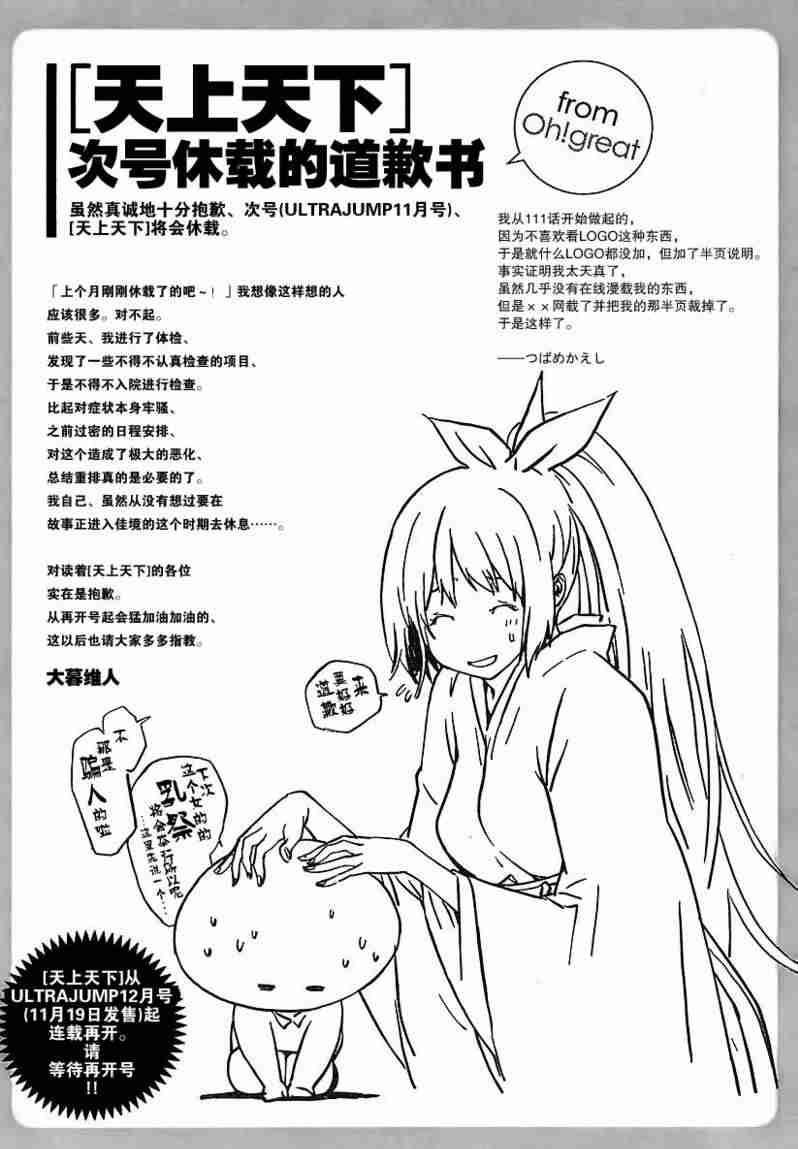 [天上天下]
次号休载的道歉书
虽然真诚地十分抱歉、次号(ULTRAJUMP11月号)、
[天上天下]将会休载。
from
Oh!great
我从111话开始做起的，
因为不喜欢看LOGO这种东西，
于是就什么LOGO都没加，但加了半页说明。
事实证明我太天真了，
虽然几乎没有在线漫载我的东西，
但是××网载了并把我的那半页裁掉了。
于是这样了。
——つばめかえし
「上个月刚刚休载了的吧～！」我想像这样想的人
应该很多。对不起。
前些天、我进行了体检、
发现了一些不得不认真检查的项目、
于是不得不入院进行检查。
比起对症状本身牢骚、
之前过密的日程安排、
对这个造成了极大的恶化、
总结重排真的是必要的了。
我自己、虽然从没有想过要在
故事正进入佳境的这个时期去休息……。
对读着[天上天下]的各位
实在是抱歉。
从再开号起会猛加油加油的、
这以后也请大家多多指教。
大暮维人
来
好好
道歉
下次
这个女的的
乳祭
将会举行所以呢
不
那是
骗人的啦
[天上天下]从
ULTRAJUMP12月号
(11月19日发售)起
连载再开。
请
等待再开号
!!